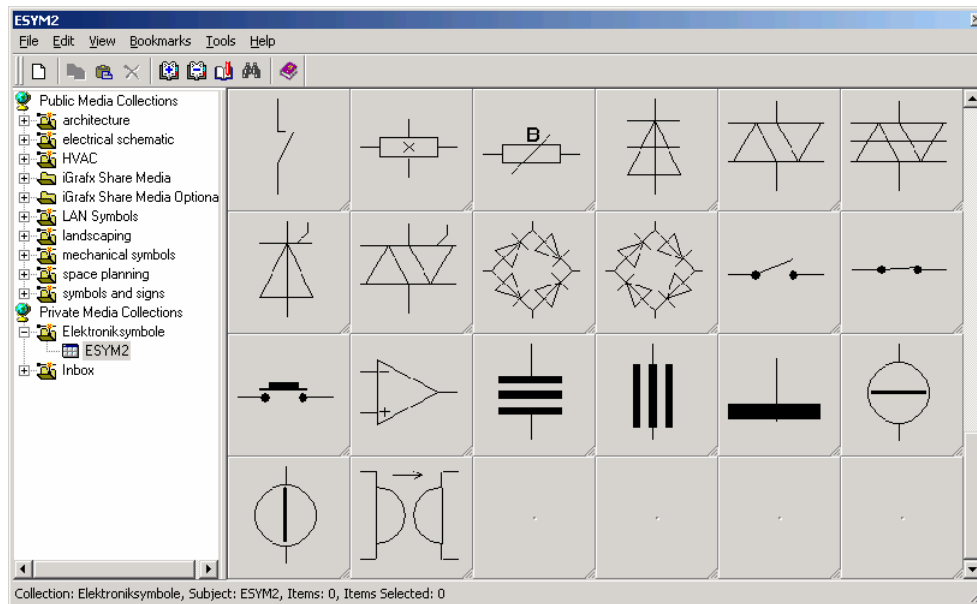 ESYM2
File Edit View Bookmarks Tools Help
Public Media Collections
architecture
electrical schematic
HVAC
iGrafx Share Media
iGrafx Share Media Optiona
LAN Symbols
landscaping
mechanical symbols
space planning
symbols and signs
Private Media Collections
Elektroniksymbole
ESYM2
Inbox
B
Collection: Elektroniksymbole, Subject: ESYM2, Items: 0, Items Selected: 0